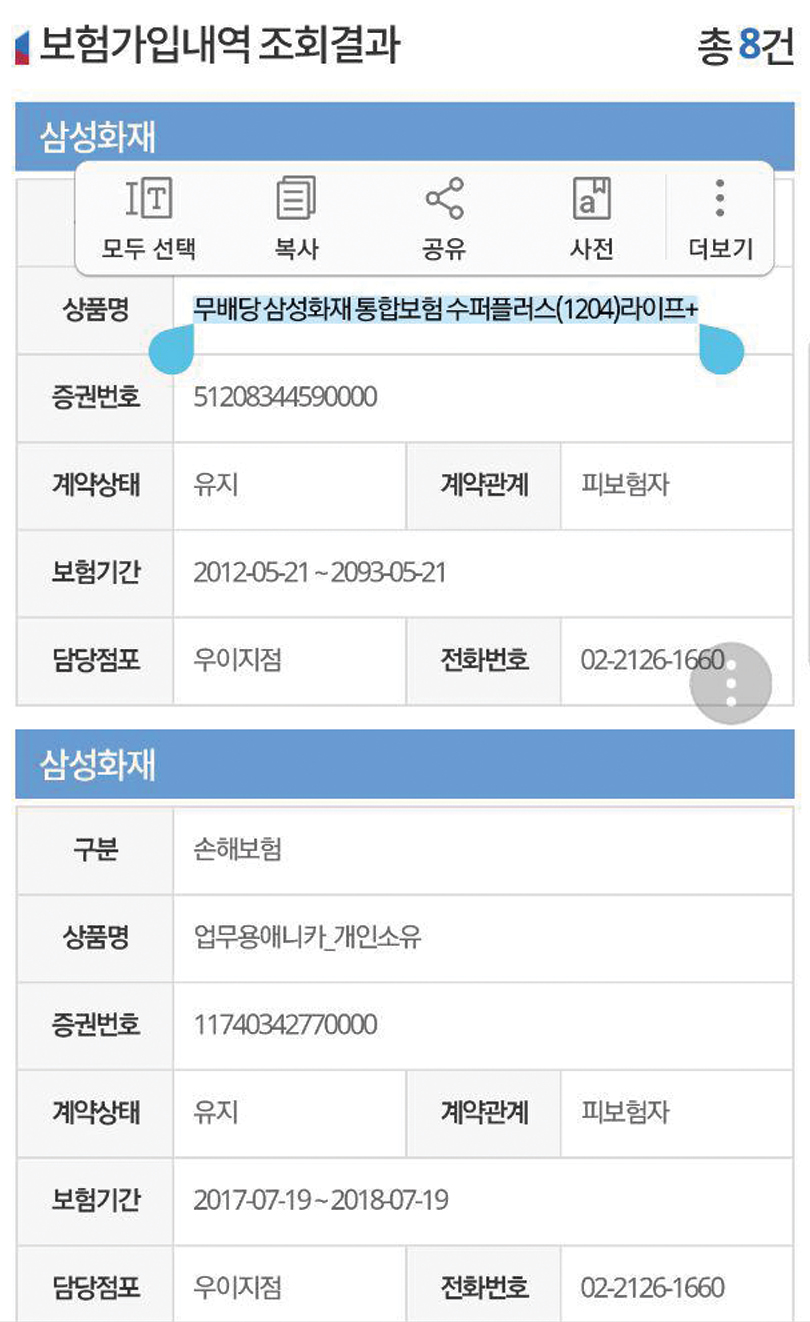 보험가입내역 조회결과 총 8건
삼성화재
모두 선택 복사 공유 사전 더보기
상품명 무배당 삼성화재 통합보험 수퍼플러스(1204)라이프+
증권번호 51208344590000
계약상태 유지 계약관계 피보험자
보험기간 2012-05-21 ~ 2093-05-21
담당점포 우이지점 전화번호 02-2126-1660
삼성화재
구분 손해보험
상품명 업무용애니카_개인소유
증권번호 11740342770000
계약상태 유지 계약관계 피보험자
보험기간 2017-07-19 ~ 2018-07-19
담당점포 우이지점 전화번호 02-2126-1660